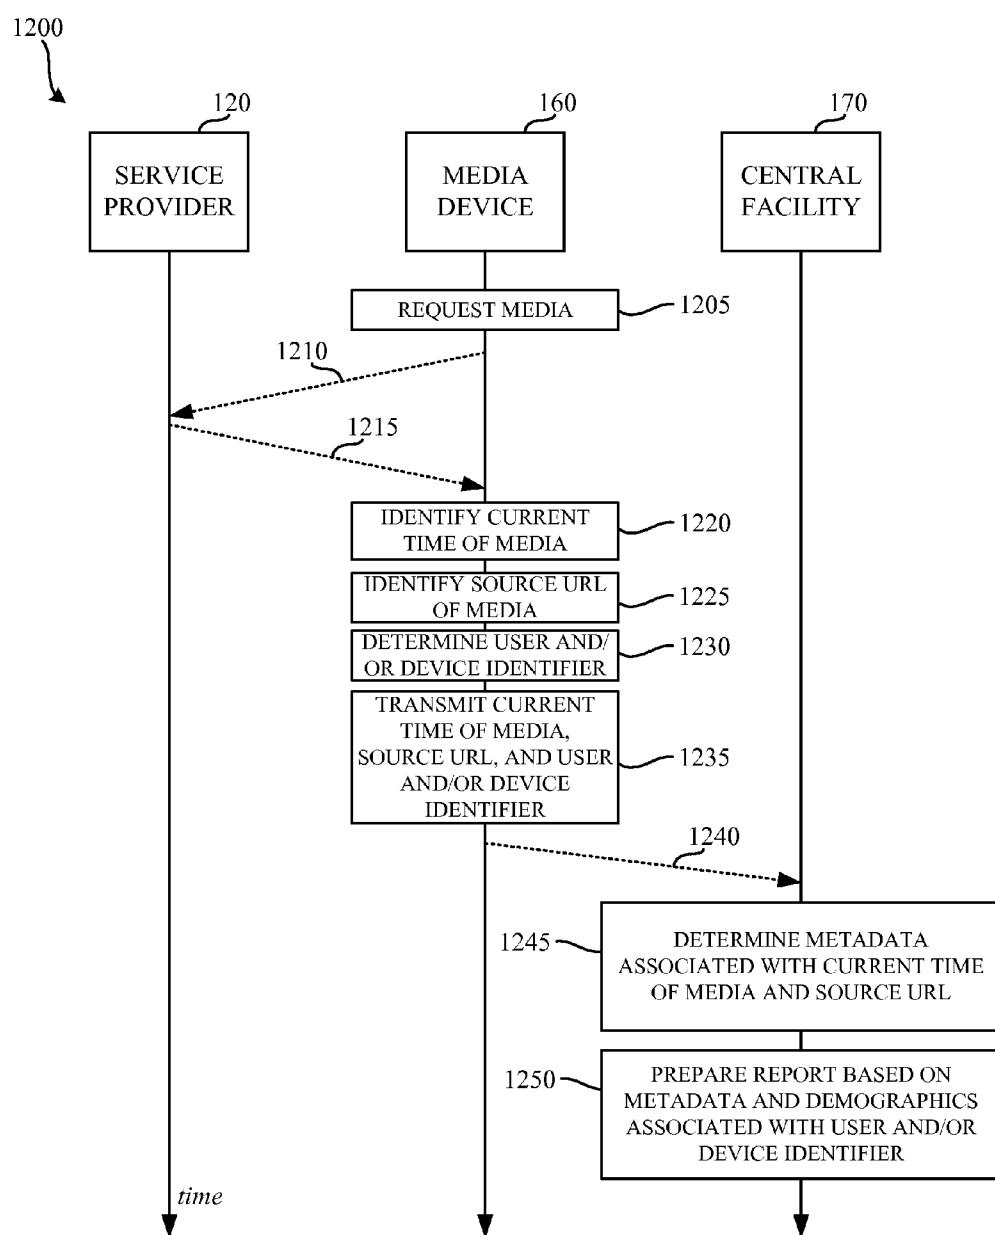 1200
120
160
170
SERVICE
PROVIDER
MEDIA
DEVICE
CENTRAL
FACILITY
REQUEST MEDIA
1205
1210
1215
IDENTIFY CURRENT
TIME OF MEDIA
1220
IDENTIFY SOURCE URL
OF MEDIA
1225
DETERMINE USER AND/
OR DEVICE IDENTIFIER
1230
TRANSMIT CURRENT
TIME OF MEDIA,
SOURCE URL, AND USER
AND/OR DEVICE
IDENTIFIER
1235
1240
1245
DETERMINE METADATA
ASSOCIATED WITH CURRENT TIME
OF MEDIA AND SOURCE URL
1250
PREPARE REPORT BASED ON
METADATA AND DEMOGRAPHICS
ASSOCIATED WITH USER AND/OR
DEVICE IDENTIFIER
time